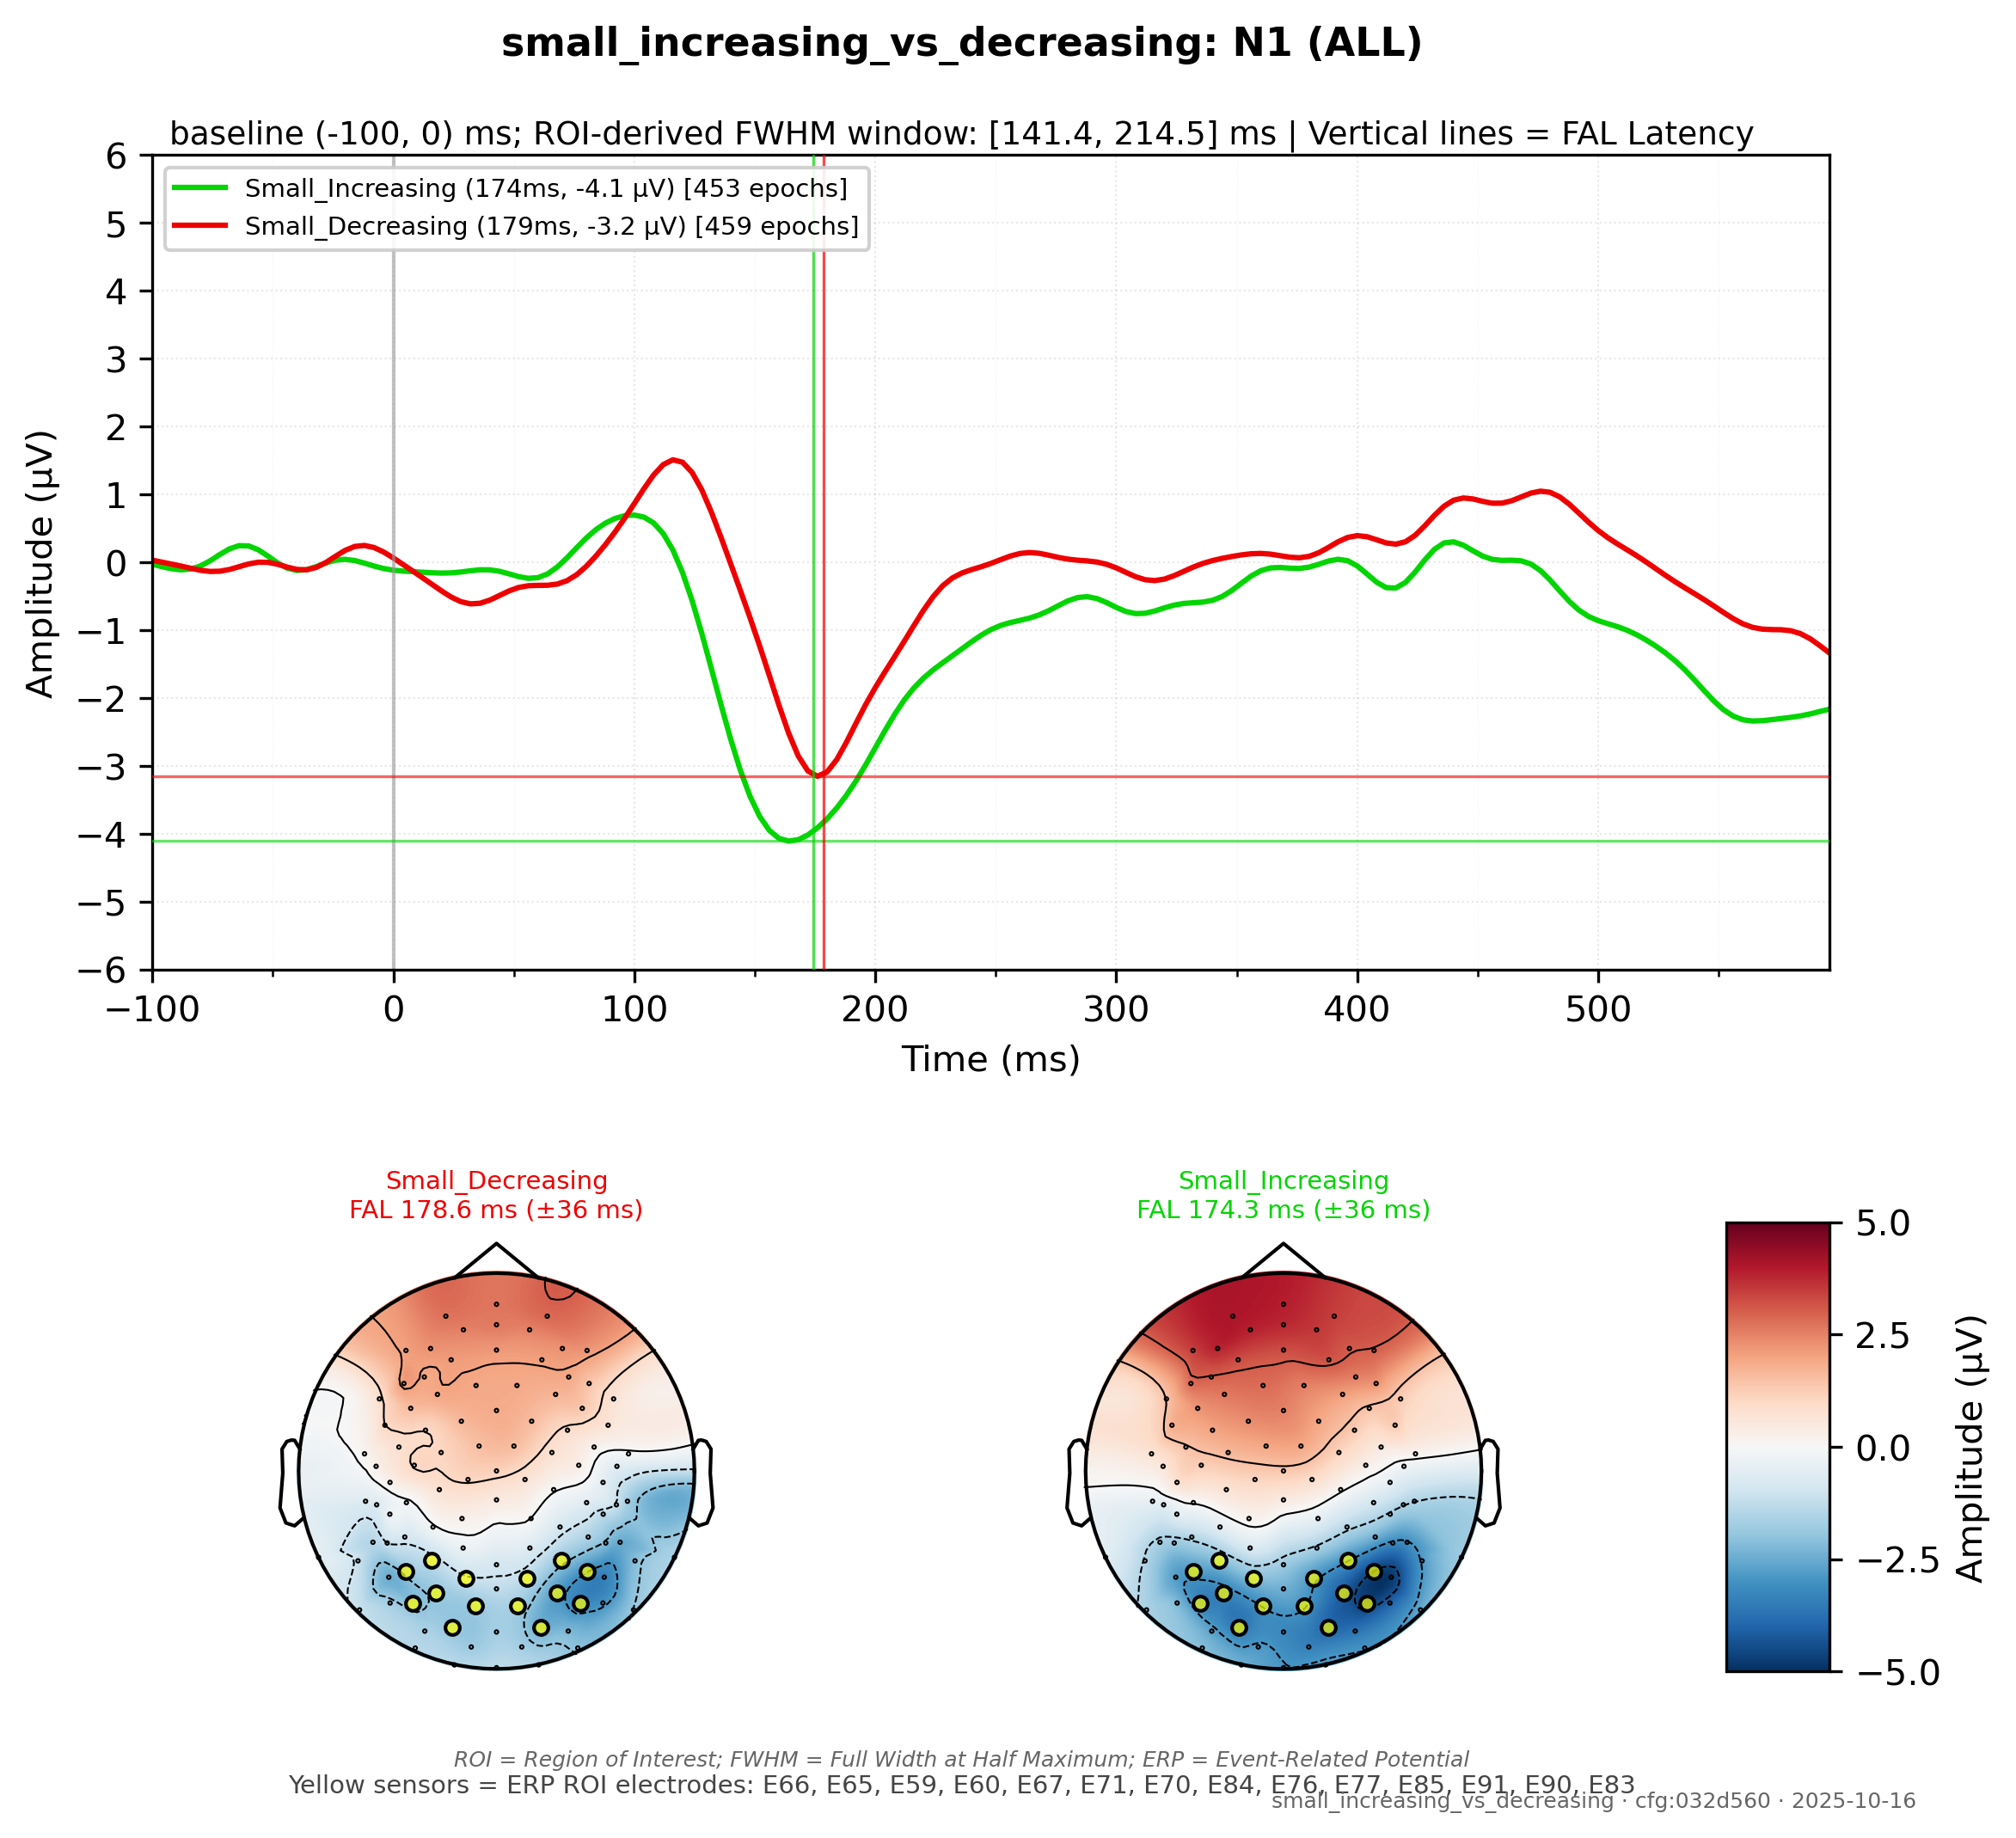 small_increasing_vs_decreasing: N1 (ALL)
baseline (-100, 0) ms; ROI-derived FWHM window: [141.4, 214.5] ms | Vertical lines = FAL Latency
Small_Increasing (174ms, -4.1 µV) [453 epochs]
Small_Decreasing (179ms, -3.2 µV) [459 epochs]
Amplitude (µV)
6
5
4
3
2
1
0
−1
−2
−3
−4
−5
−6
−100
0
100
200
300
400
500
Time (ms)
Small_Decreasing
FAL 178.6 ms (±36 ms)
Small_Increasing
FAL 174.3 ms (±36 ms)
5.0
2.5
0.0
−2.5
−5.0
Amplitude (µV)
ROI = Region of Interest; FWHM = Full Width at Half Maximum; ERP = Event-Related Potential
Yellow sensors = ERP ROI electrodes: E66, E65, E59, E60, E67, E71, E70, E84, E76, E77, E85, E91, E90, E83
small_increasing_vs_decreasing · cfg:032d560 · 2025-10-16